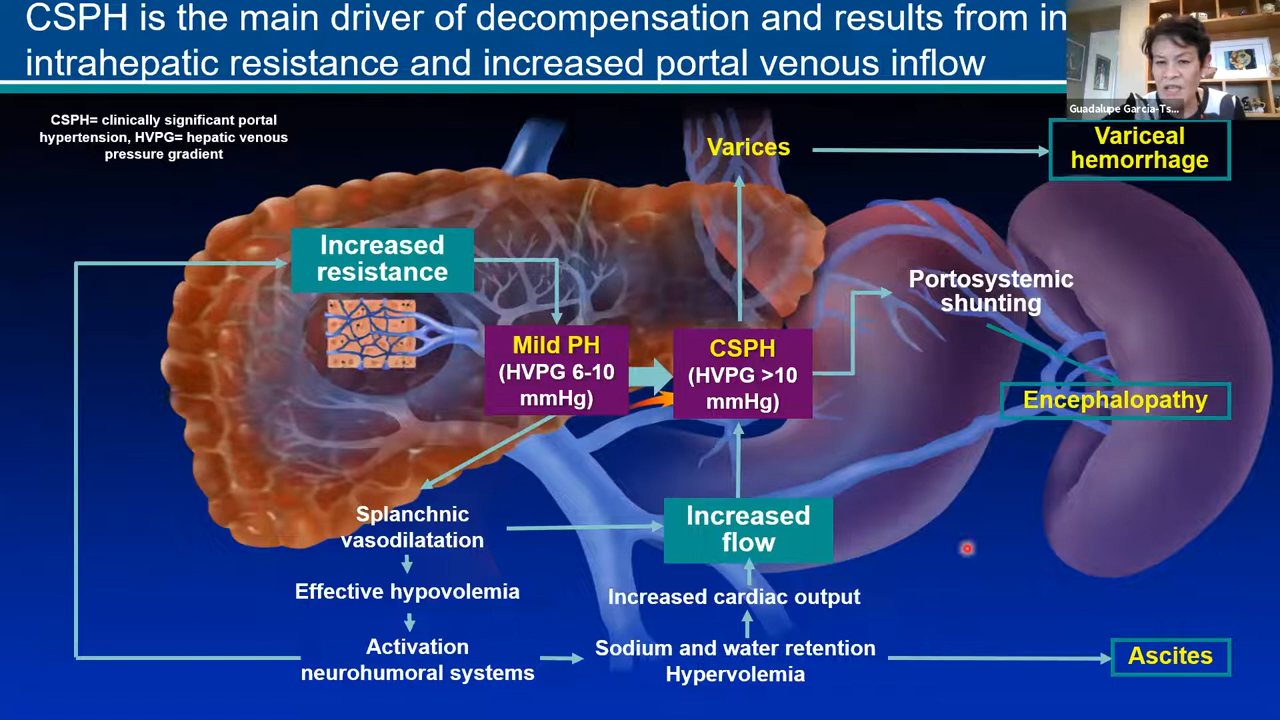 CSPH is the main driver of decompensation and results from in
intrahepatic resistance and increased portal venous inflow
Guadalupe Garcia-Ts...
CSPH= clinically significant portal
hypertension, HVPG= hepatic venous
pressure gradient
Varices
Variceal
hemorrhage
Increased
resistance
Portosystemic
shunting
Mild PH
(HVPG 6-10
mmHg)
CSPH
(HVPG >10
mmHg)
Encephalopathy
Splanchnic
vasodilatation
Increased
flow
Effective hypovolemia
Increased cardiac output
Activation
neurohumoral systems
Sodium and water retention
Hypervolemia
Ascites